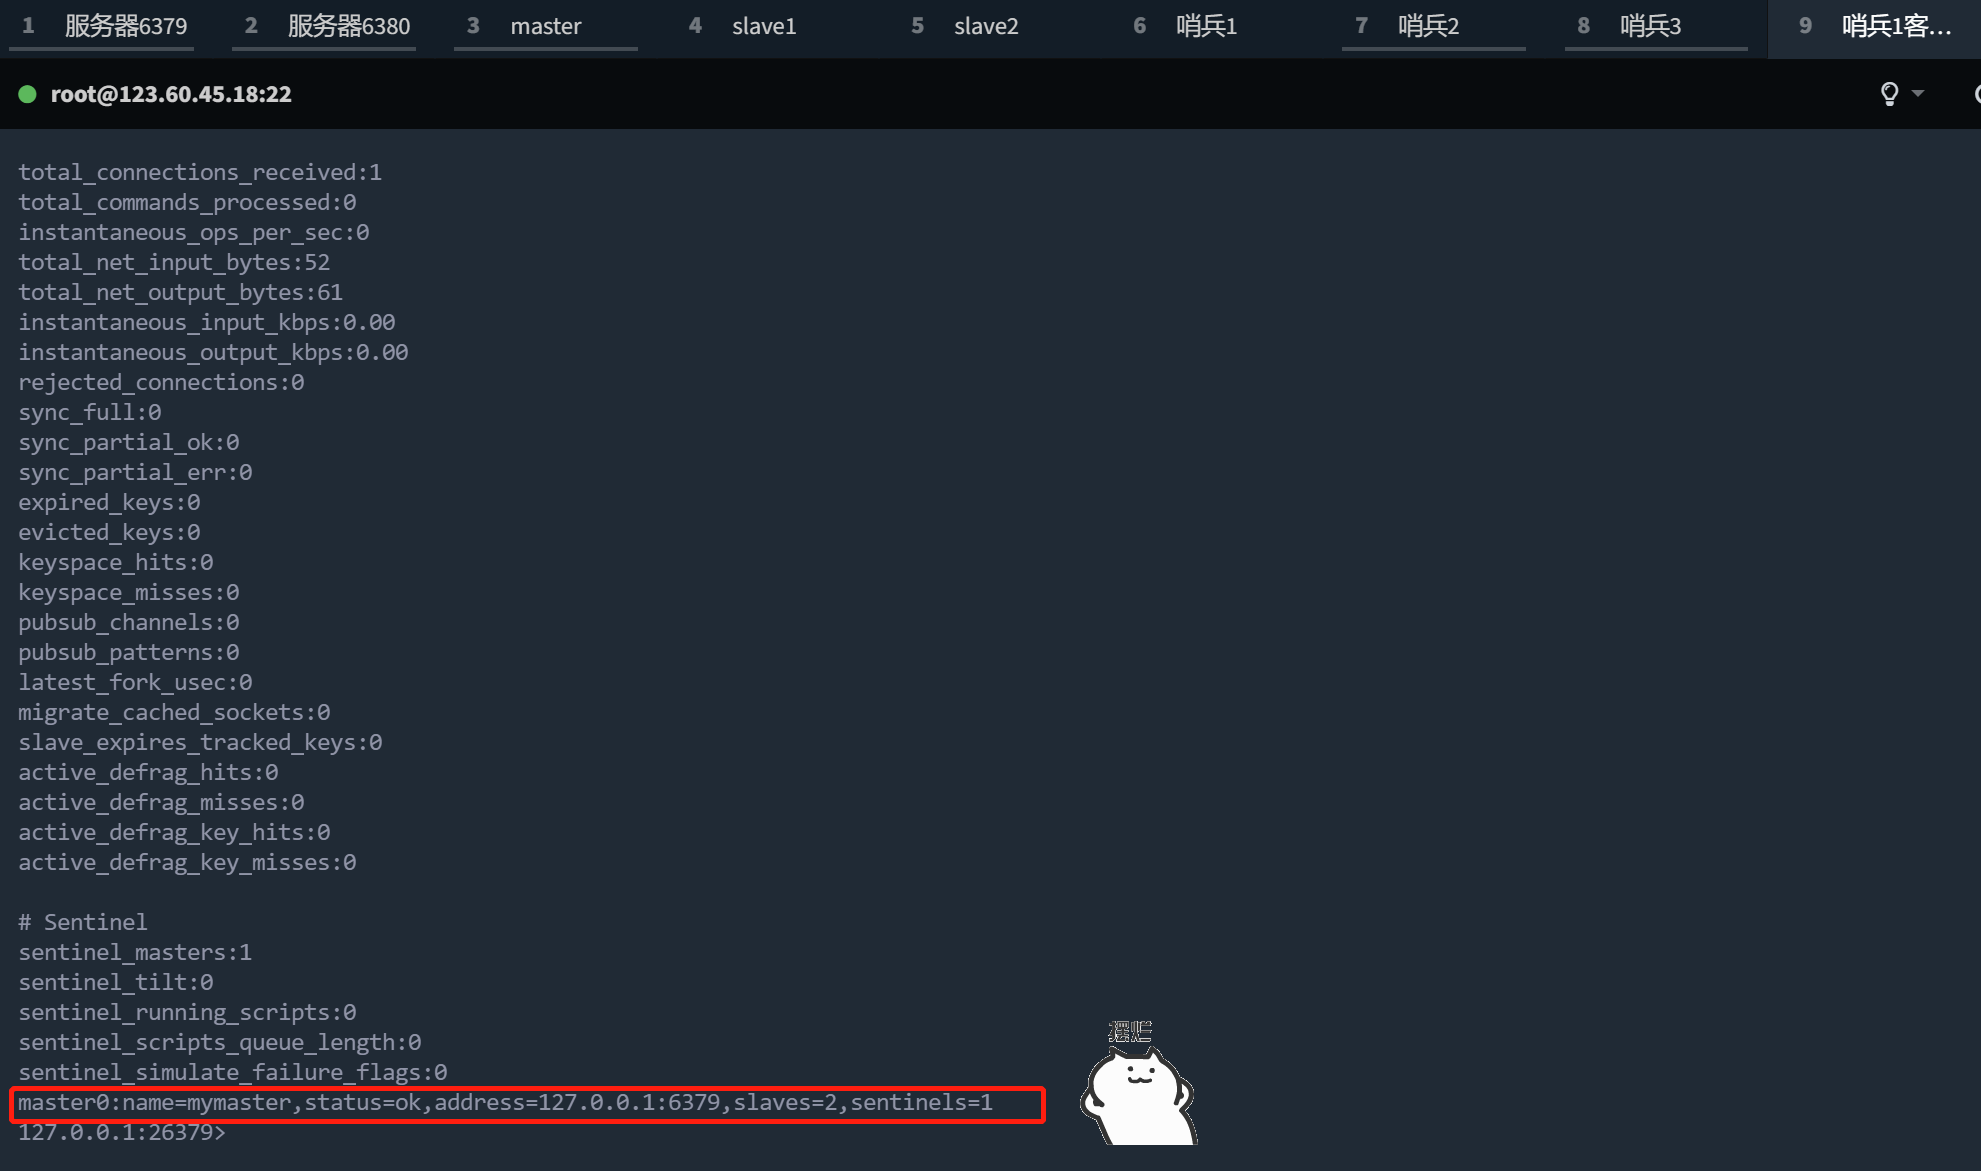 1 服务器6379 2 服务器6380 3 master 4 slave1 5 slave2 6 哨兵1 7 哨兵2 8 哨兵3 9 哨兵1客...
root@123.60.45.18:22
total_connections_received:1
total_commands_processed:0
instantaneous_ops_per_sec:0
total_net_input_bytes:52
total_net_output_bytes:61
instantaneous_input_kbps:0.00
instantaneous_output_kbps:0.00
rejected_connections:0
sync_full:0
sync_partial_ok:0
sync_partial_err:0
expired_keys:0
evicted_keys:0
keyspace_hits:0
keyspace_misses:0
pubsub_channels:0
pubsub_patterns:0
latest_fork_usec:0
migrate_cached_sockets:0
slave_expires_tracked_keys:0
active_defrag_hits:0
active_defrag_misses:0
active_defrag_key_hits:0
active_defrag_key_misses:0
# Sentinel
sentinel_masters:1
sentinel_tilt:0
sentinel_running_scripts:0
sentinel_scripts_queue_length:0
sentinel_simulate_failure_flags:0
master0:name=mymaster,status=ok,address=127.0.0.1:6379,slaves=2,sentinels=1
127.0.0.1:26379>
摆烂